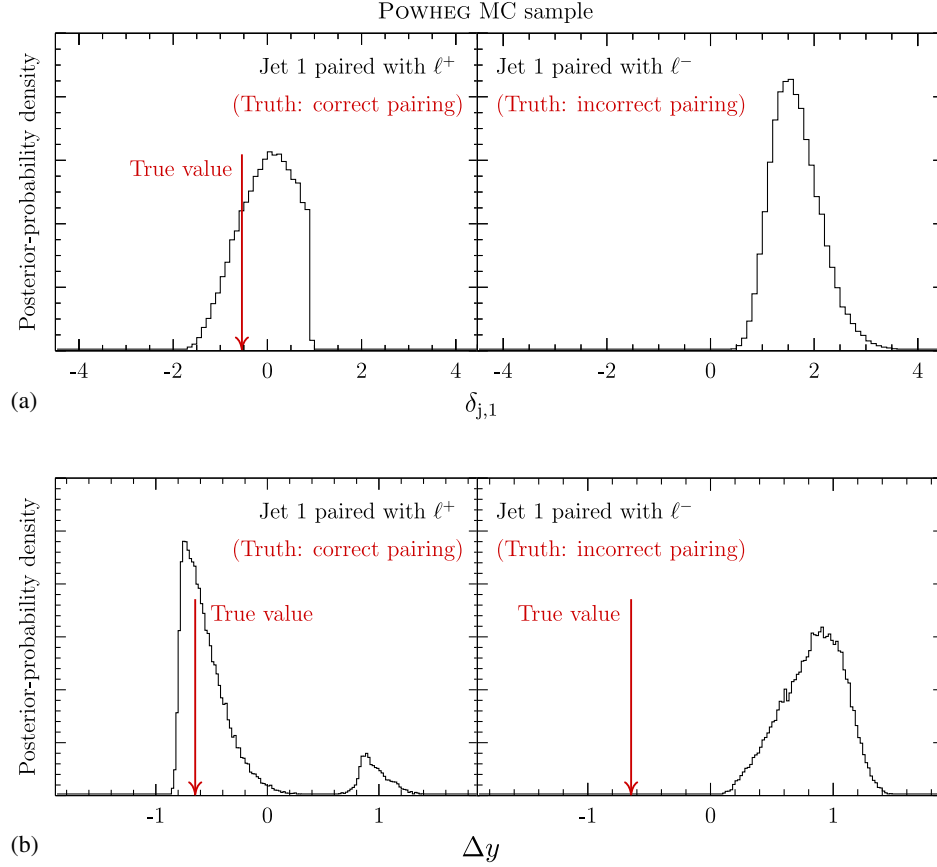 POWHEG MC sample
Posterior-probability density
Jet 1 paired with ℓ+
(Truth: correct pairing)
True value
Jet 1 paired with ℓ−
(Truth: incorrect pairing)
-4 -2 0 2 4
-4 -2 0 2 4
(a)
δj,1
Posterior-probability density
Jet 1 paired with ℓ+
(Truth: correct pairing)
True value
Jet 1 paired with ℓ−
(Truth: incorrect pairing)
True value
-1 0 1
-1 0 1
(b)
Δy